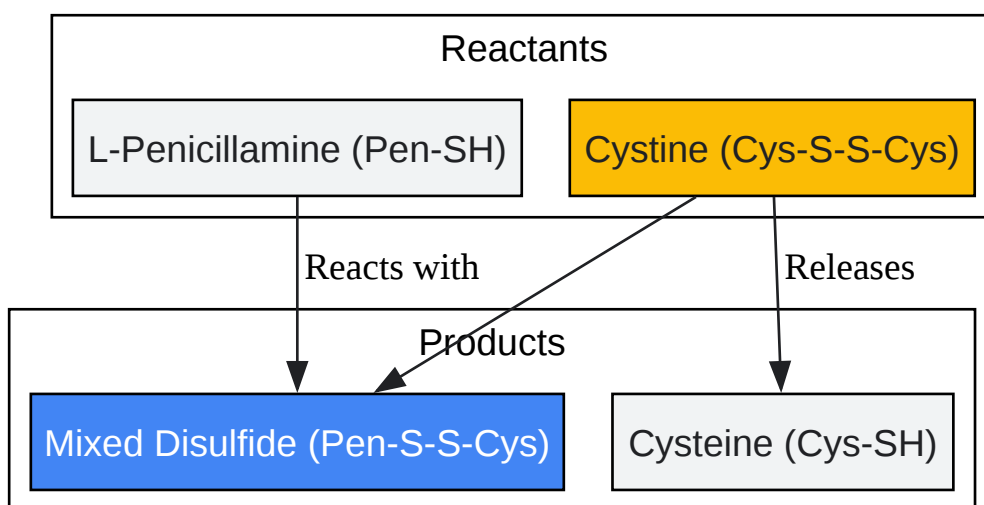 Reactants
L-Penicillamine (Pen-SH)
Cystine (Cys-S-S-Cys)
Reacts with
Releases
Products
Mixed Disulfide (Pen-S-S-Cys)
Cysteine (Cys-SH)